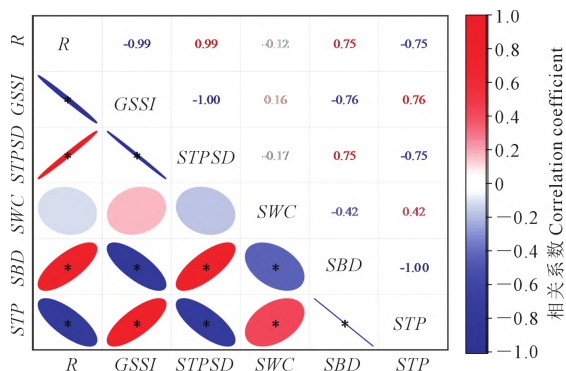 R R -0.99 0.99 -0.12 0.75 -0.75
GSSI * GSSI -1.00 0.16 -0.76 0.76
STPSD * * STPSD -0.17 0.75 -0.75
SWC SWC -0.42 0.42
SBD * * * * SBD -1.00
STP * * * * * STP
R GSSI STPSD SWC SBD STP
1.0
0.8
0.6
0.4
0.2
0
−0.2
−0.4
−0.6
−0.8
−1.0
相关系数 Correlation coefficient